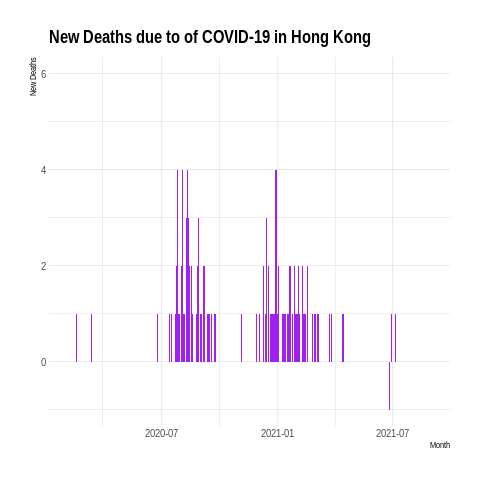 New Deaths due to of COVID-19 in Hong Kong
New Deaths
6
4
2
0
2020-07 2021-01 2021-07
Month